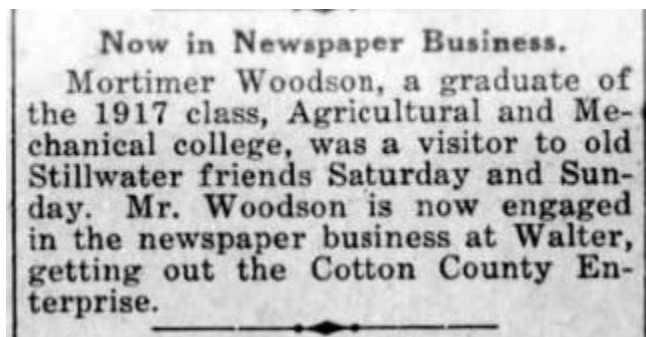 Now in Newspaper Business.
Mortimer Woodson, a graduate of
the 1917 class, Agricultural and Me-
chanical college, was a visitor to old
Stillwater friends Saturday and Sun-
day. Mr. Woodson is now engaged
in the newspaper business at Walter,
getting out the Cotton County En-
terprise.